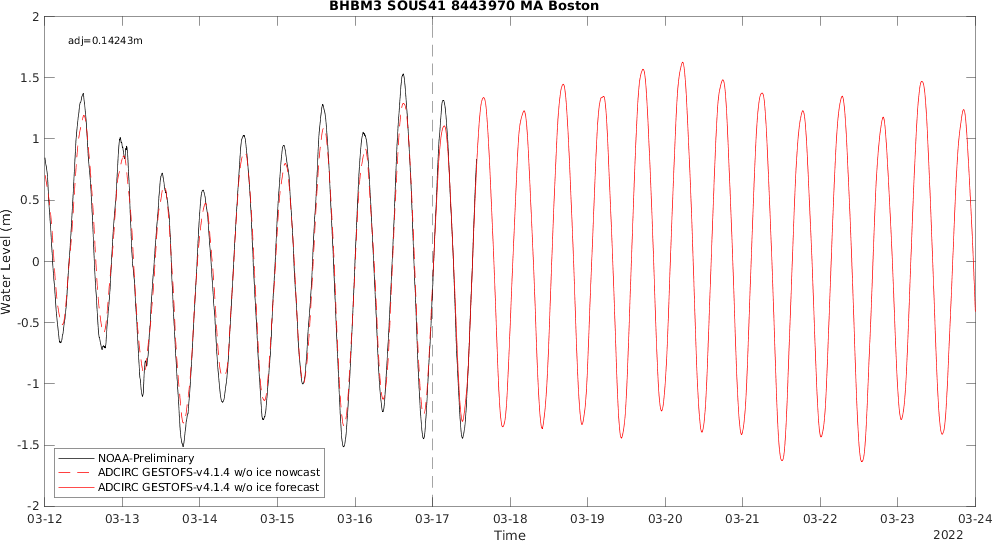 BHBM3 SOUS41 8443970 MA Boston
adj=0.14243m
2
1.5
1
0.5
0
-0.5
-1
-1.5
-2
Water Level (m)
NOAA-Preliminary
ADCIRC GESTOFS-v4.1.4 w/o ice nowcast
ADCIRC GESTOFS-v4.1.4 w/o ice forecast
03-12 03-13 03-14 03-15 03-16 03-17 03-18 03-19 03-20 03-21 03-22 03-23 03-24
Time
2022